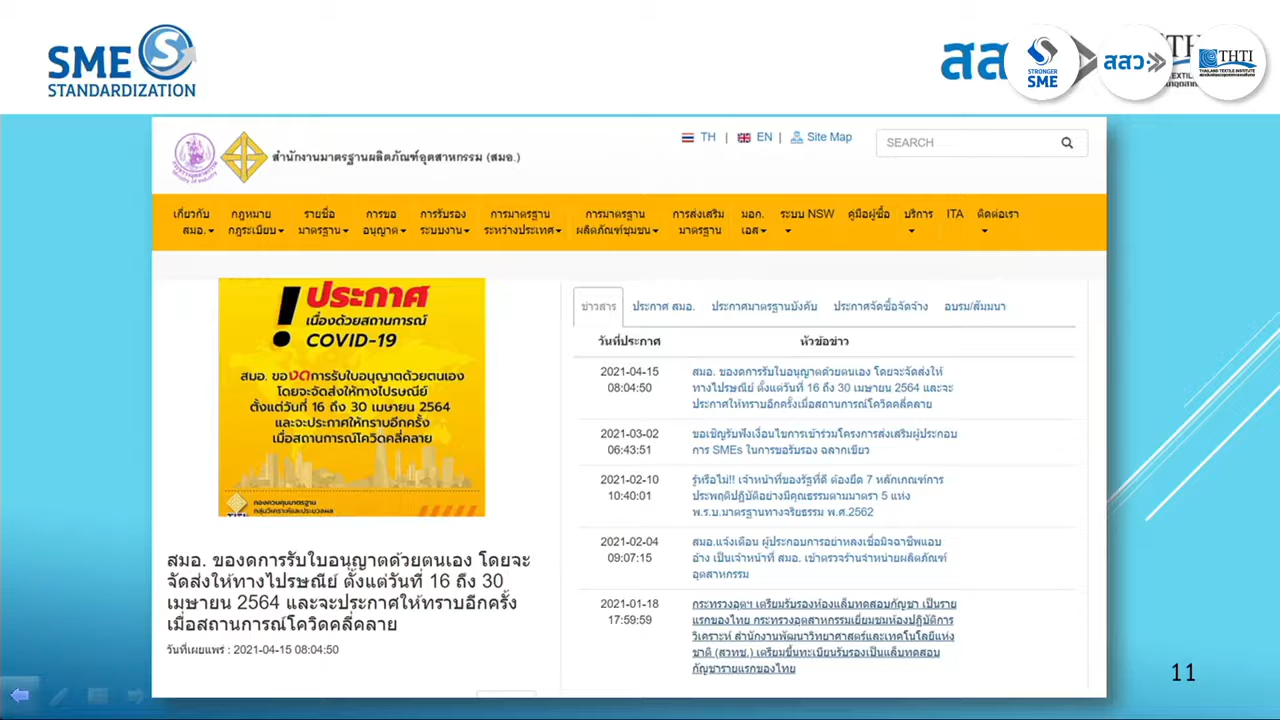 SME
STANDARDIZATION
สสว
STRONGER
SME
สสว.
THTI
THAILAND TEXTILE INSTITUTE
สำนักงานมาตรฐานผลิตภัณฑ์อุตสาหกรรม (สมอ.)
TH | EN | Site Map
SEARCH
เกี่ยวกับ สมอ.
กฎหมาย กฎระเบียบ
รายชื่อ มาตรฐาน
การขอ อนุญาต
การรับรอง ระบบงาน
การมาตรฐาน ระหว่างประเทศ
การมาตรฐาน ผลิตภัณฑ์ชุมชน
การส่งเสริม มาตรฐาน
มอก. เอส
ระบบ NSW
คู่มือผู้ซื้อ
บริการ
ITA
ติดต่อเรา
! ประกาศ
เนื่องด้วยสถานการณ์
COVID-19
สมอ. ของดการรับใบอนุญาตด้วยตนเอง
โดยจะจัดส่งให้ทางไปรษณีย์
ตั้งแต่วันที่ 16 ถึง 30 เมษายน 2564
และจะประกาศให้ทราบอีกครั้ง
เมื่อสถานการณ์โควิดคลี่คลาย
กองควบคุมมาตรฐาน
กลุ่มวิเคราะห์และประมวลผล
สมอ. ของดการรับใบอนุญาตด้วยตนเอง โดยจะ
จัดส่งให้ทางไปรษณีย์ ตั้งแต่วันที่ 16 ถึง 30
เมษายน 2564 และจะประกาศให้ทราบอีกครั้ง
เมื่อสถานการณ์โควิดคลี่คลาย
วันที่เผยแพร่ : 2021-04-15 08:04:50
ข่าวสาร ประกาศ สมอ. ประกาศมาตรฐานบังคับ ประกาศจัดซื้อจัดจ้าง อบรม/สัมมนา
วันที่ประกาศ หัวข้อข่าว
2021-04-15
08:04:50
สมอ. ของดการรับใบอนุญาตด้วยตนเอง โดยจะจัดส่งให้
ทางไปรษณีย์ ตั้งแต่วันที่ 16 ถึง 30 เมษายน 2564 และจะ
ประกาศให้ทราบอีกครั้งเมื่อสถานการณ์โควิดคลี่คลาย
2021-03-02
06:43:51
ขอเชิญรับฟังเงื่อนไขการเข้าร่วมโครงการส่งเสริมผู้ประกอบ
การ SMEs ในการขอรับรอง ฉลากเขียว
2021-02-10
10:40:01
รู้หรือไม่!! เจ้าหน้าที่ของรัฐที่ดี ต้องยึด 7 หลักเกณฑ์การ
ประพฤติปฏิบัติอย่างมีคุณธรรมตามมาตรา 5 แห่ง
พ.ร.บ.มาตรฐานทางจริยธรรม พ.ศ.2562
2021-02-04
09:07:15
สมอ.แจ้งเตือน ผู้ประกอบการอย่าหลงเชื่อมิจฉาชีพแอบ
อ้าง เป็นเจ้าหน้าที่ สมอ. เข้าตรวจร้านจำหน่ายผลิตภัณฑ์
อุตสาหกรรม
2021-01-18
17:59:59
กระทรวงอุตฯ เตรียมรับรองห้องแล็บทดสอบกัญชา เป็นราย
แรกของไทย กระทรวงอุตสาหกรรมเยี่ยมชมห้องปฏิบัติการ
วิเคราะห์ สำนักงานพัฒนาวิทยาศาสตร์และเทคโนโลยีแห่ง
ชาติ (สวทช.) เตรียมขึ้นทะเบียนรับรองเป็นแล็บทดสอบ
กัญชารายแรกของไทย
11